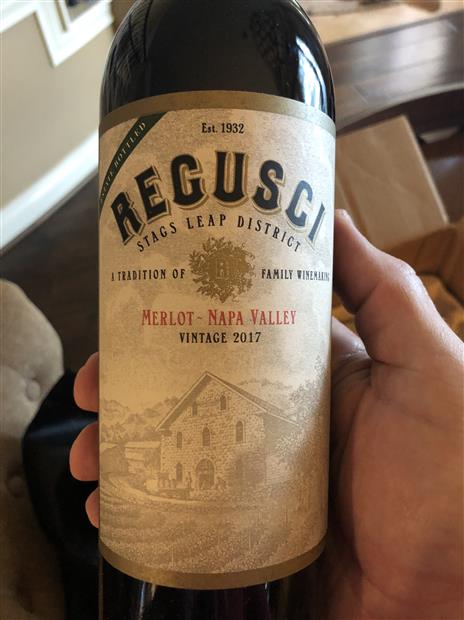 Est. 1932
ESTATE BOTTLED
REGUSCI
STAGS LEAP DISTRICT
A TRADITION OF R FAMILY WINEMAKING
MERLOT ~ NAPA VALLEY
VINTAGE 2017